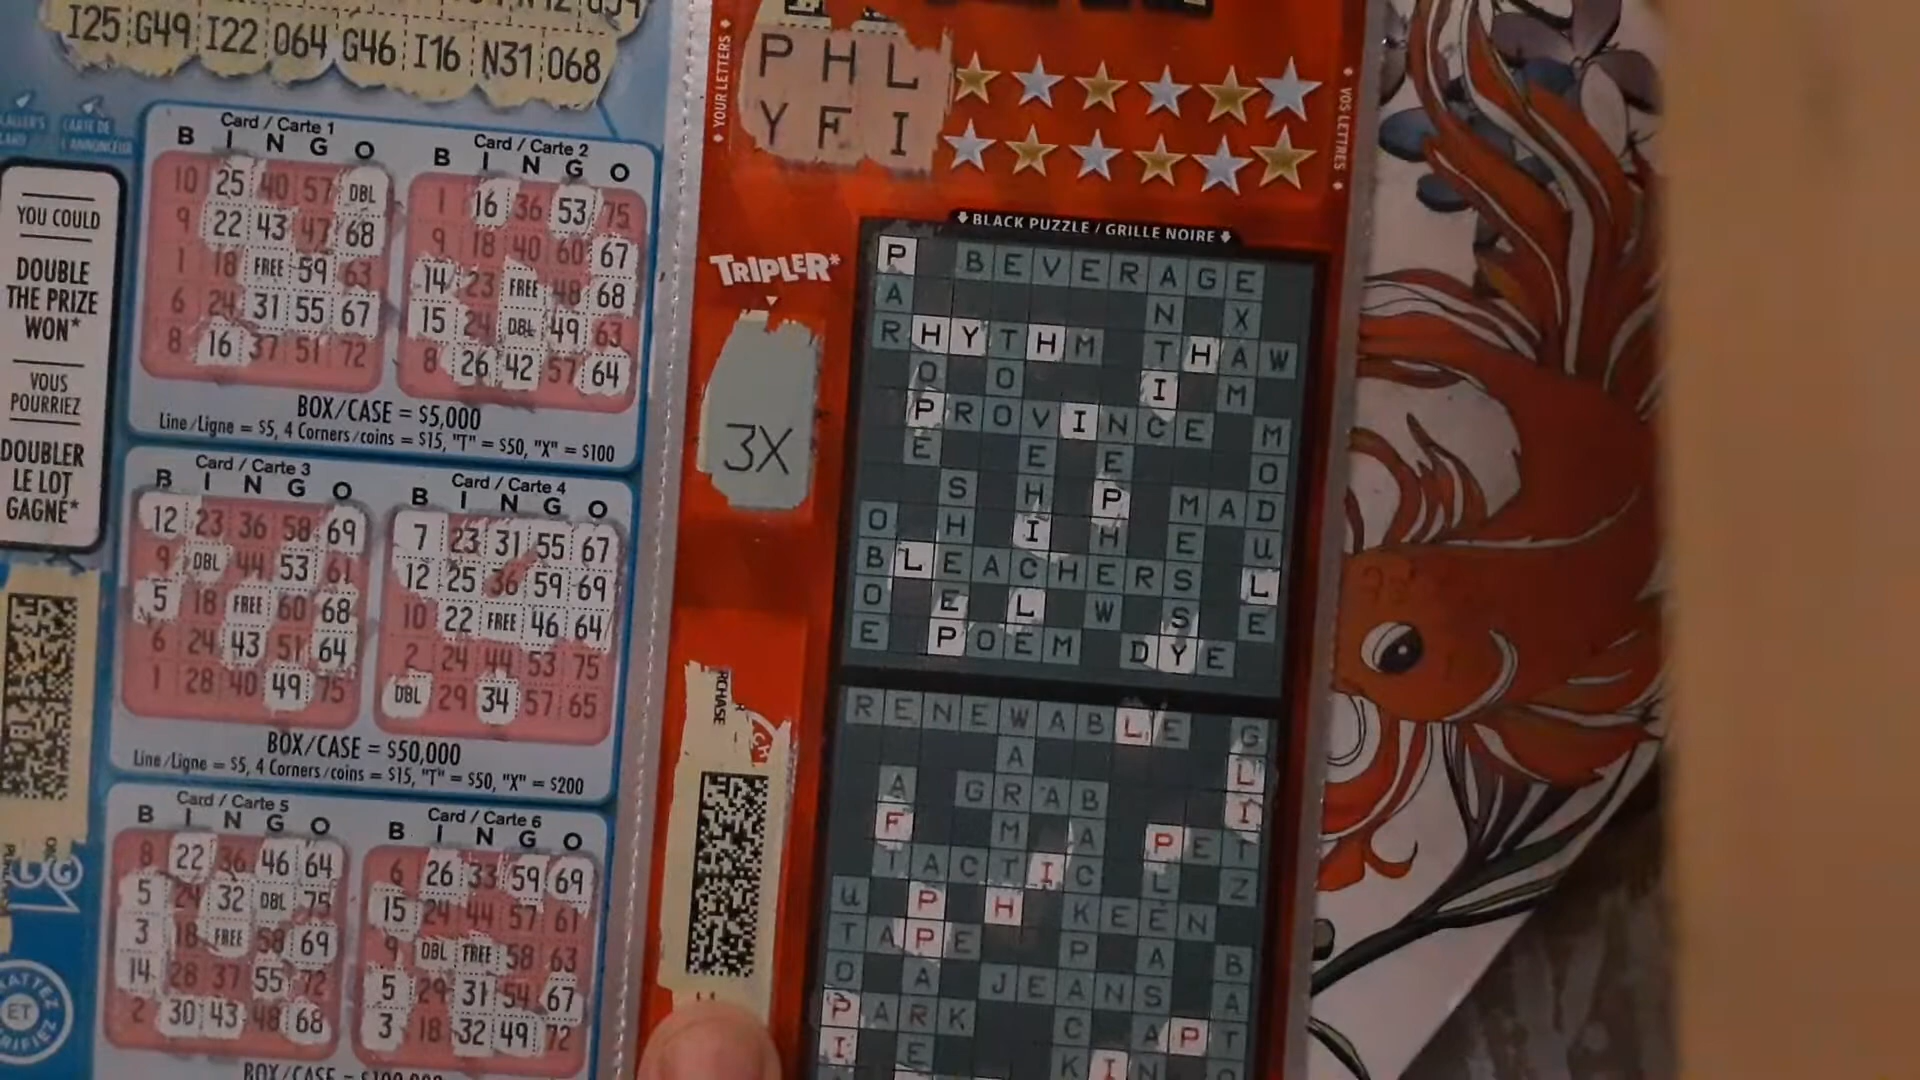 I25 G49 I22 O64 G46 I16 N31 O68
CARTE DE
L'ANNONCEUR
YOU COULD
DOUBLE
THE PRIZE
WON*
VOUS
POURRIEZ
DOUBLER
LE LOT
GAGNÉ*
Card / Carte 1
B I N G O
10 25 40 57 DBL
9 22 43 47 68
1 18 FREE 59 63
6 24 31 55 67
8 16 37 51 72
Card / Carte 2
B I N G O
1 16 36 53 75
9 18 40 60 67
14 23 FREE 48 68
15 24 DBL 49 63
8 26 42 57 64
BOX/CASE = $5,000
Line/Ligne = $5, 4 Corners/coins = $15, "T" = $50, "X" = $100
Card / Carte 3
B I N G O
12 23 36 58 69
9 DBL 44 53 61
5 18 FREE 60 68
6 24 43 51 64
1 28 40 49 75
Card / Carte 4
B I N G O
7 23 31 55 67
12 25 36 59 69
10 22 FREE 46 64
2 24 44 53 75
DBL 29 34 57 65
BOX/CASE = $50,000
Line/Ligne = $5, 4 Corners/coins = $15, "T" = $50, "X" = $200
Card / Carte 5
B I N G O
8 22 36 46 64
5 24 32 DBL 75
3 18 FREE 58 69
14 28 37 55 72
2 30 43 48 68
Card / Carte 6
B I N G O
6 26 33 59 69
15 24 44 57 61
9 DBL FREE 58 63
5 29 31 54 67
3 18 32 49 72
ET
YOUR LETTERS
P H L
Y F I
VOS LETTRES
TRIPLER*
3X
BLACK PUZZLE / GRILLE NOIRE
P BEVERAGE
A N X
RHYTHM THAW
O O I M
PROVINCE M
E E E O
S H P MAD
O H I H E U
BLEACHERS L
O E L W S E
E POEM DYE
RENEWABLE G
A L
A GRAB I
F M A PET
TACTIC L Z
U P H KEEN
TAPE P A B
O A JEANS A
PARK C A P T
I E K I N O